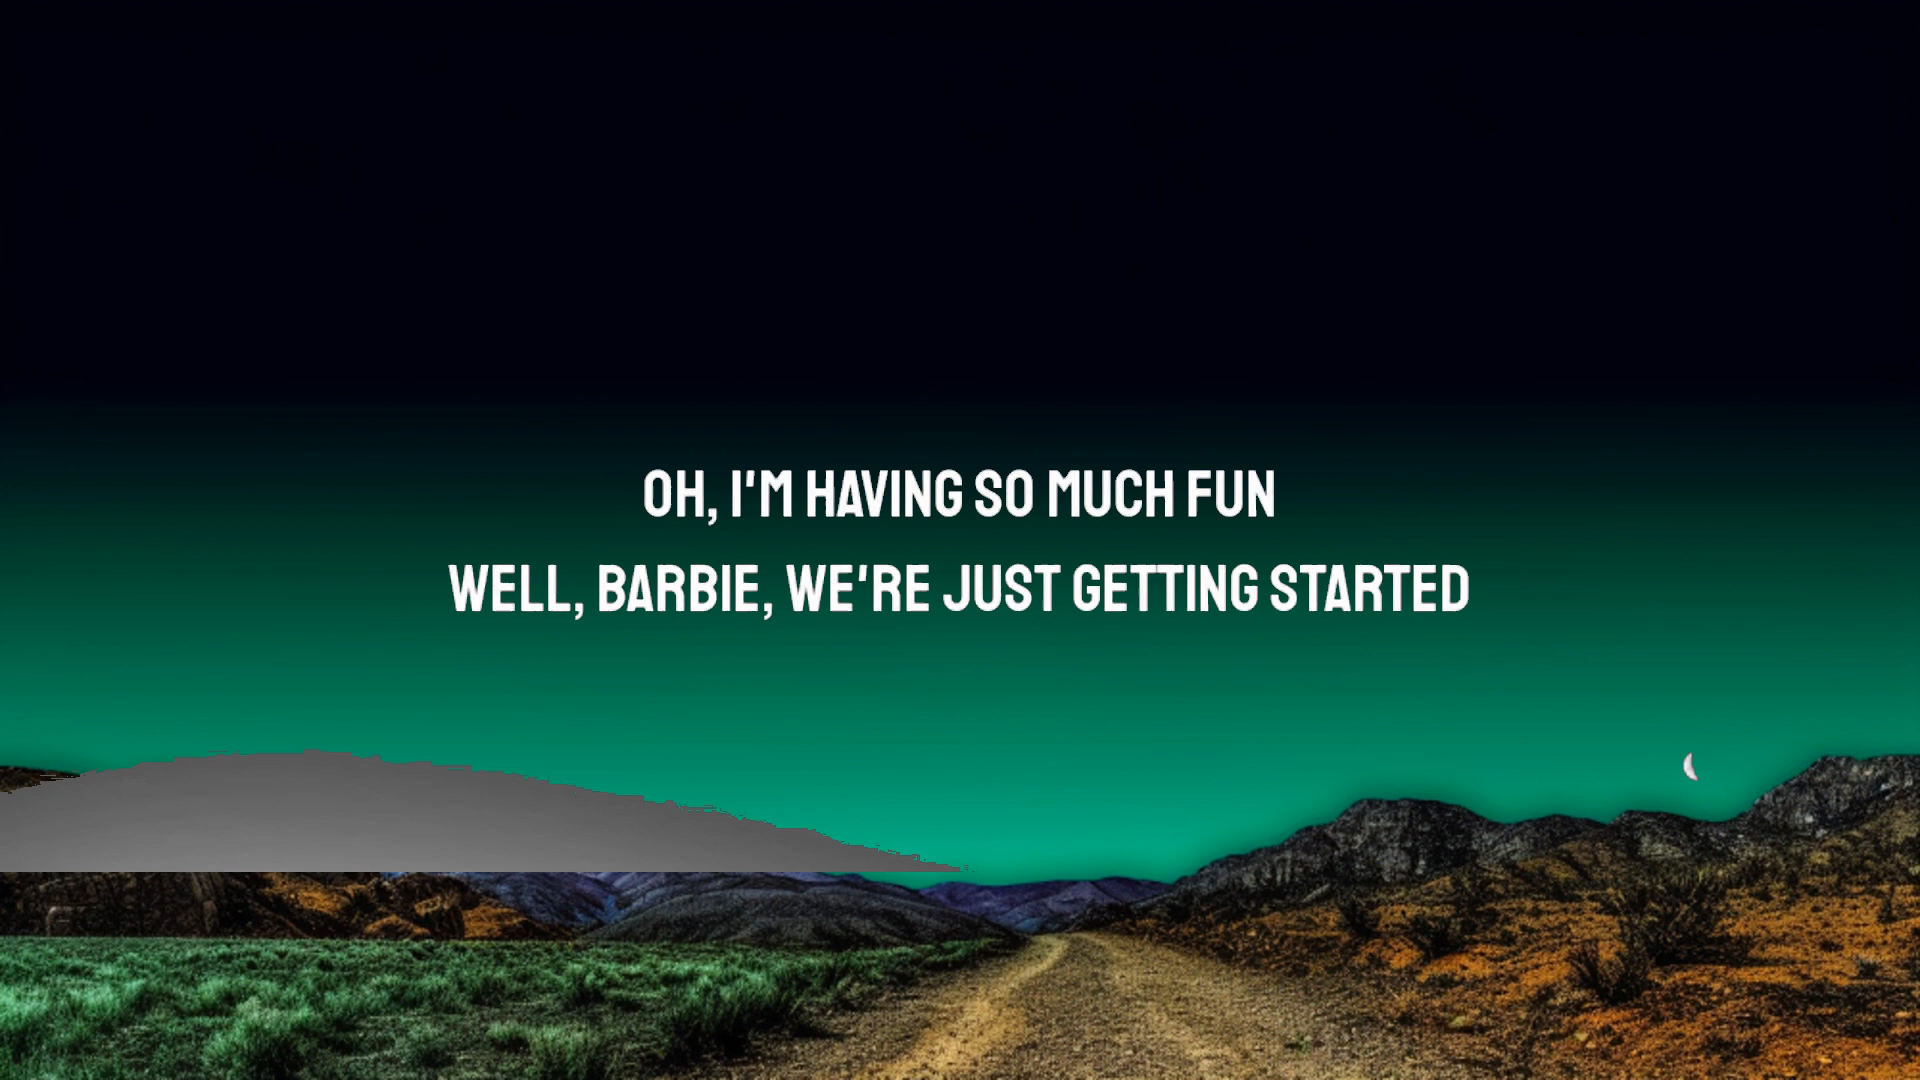 OH, I'M HAVING SO MUCH FUN
WELL, BARBIE, WE'RE JUST GETTING STARTED